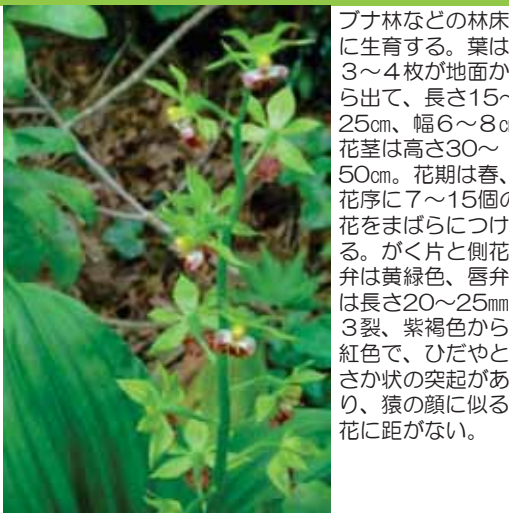 ブナ林などの林床
に生育する。葉は
3〜4枚が地面か
ら出て、長さ15〜
25㎝、幅6〜8㎝
花茎は高さ30〜
50㎝。花期は春、
花序に7〜15個の
花をまばらにつけ
る。がく片と側花
弁は黄緑色、唇弁
は長さ20〜25㎜
3裂、紫褐色から
紅色で、ひだやと
さか状の突起があ
り、猿の顔に似る
花に距がない。